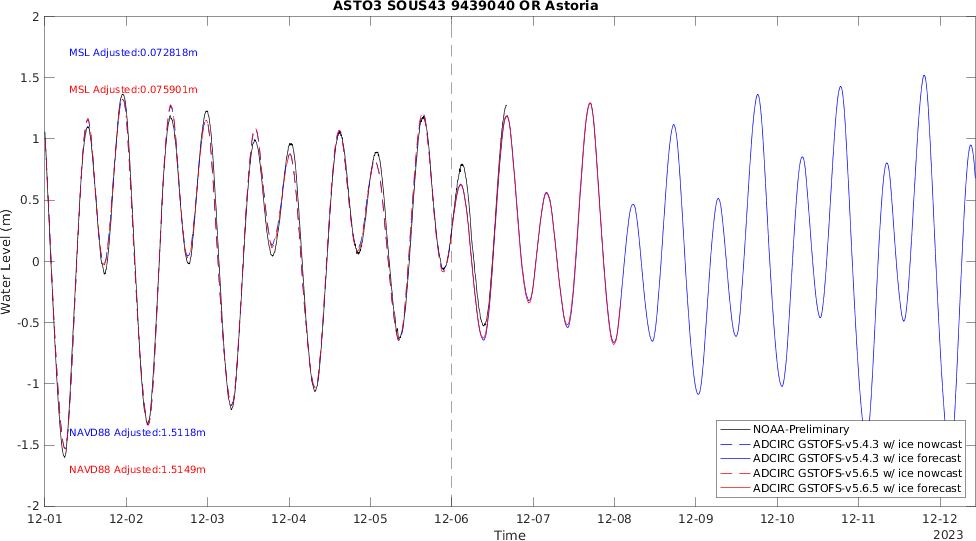 ASTO3 SOUS43 9439040 OR Astoria
2
1.5
1
0.5
0
-0.5
-1
-1.5
-2
Water Level (m)
MSL Adjusted:0.072818m
MSL Adjusted:0.075901m
NAVD88 Adjusted:1.5118m
NAVD88 Adjusted:1.5149m
NOAA-Preliminary
ADCIRC GSTOFS-v5.4.3 w/ ice nowcast
ADCIRC GSTOFS-v5.4.3 w/ ice forecast
ADCIRC GSTOFS-v5.6.5 w/ ice nowcast
ADCIRC GSTOFS-v5.6.5 w/ ice forecast
12-01 12-02 12-03 12-04 12-05 12-06 12-07 12-08 12-09 12-10 12-11 12-12
Time
2023